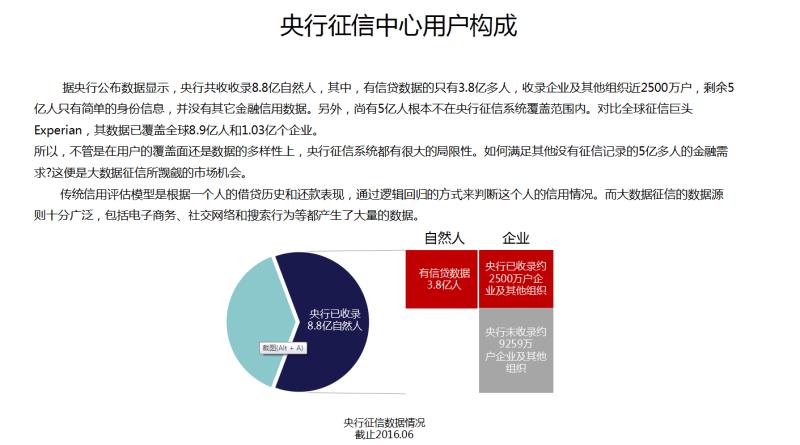 央行征信中心用户构成
据央行公布数据显示，央行共收收录8.8亿自然人，其中，有信贷数据的只有3.8亿多人，收录企业及其他组织近2500万户，剩余5
亿人只有简单的身份信息，并没有其它金融信用数据。另外，尚有5亿人根本不在央行征信系统覆盖范围内。对比全球征信巨头
Experian，其数据已覆盖全球8.9亿人和1.03亿个企业。
所以，不管是在用户的覆盖面还是数据的多样性上，央行征信系统都有很大的局限性。如何满足其他没有征信记录的5亿多人的金融需
求?这便是大数据征信所觊觎的市场机会。
传统信用评估模型是根据一个人的借贷历史和还款表现，通过逻辑回归的方式来判断这个人的信用情况。而大数据征信的数据源
则十分广泛，包括电子商务、社交网络和搜索行为等都产生了大量的数据。
自然人
企业
央行已收录
8.8亿自然人
截图(Alt + A)
有信贷数据
3.8亿人
央行已收录约
2500万户企
业及其他组织
央行未收录约
9259万
户企业及其他
组织
央行征信数据情况
截止2016.06